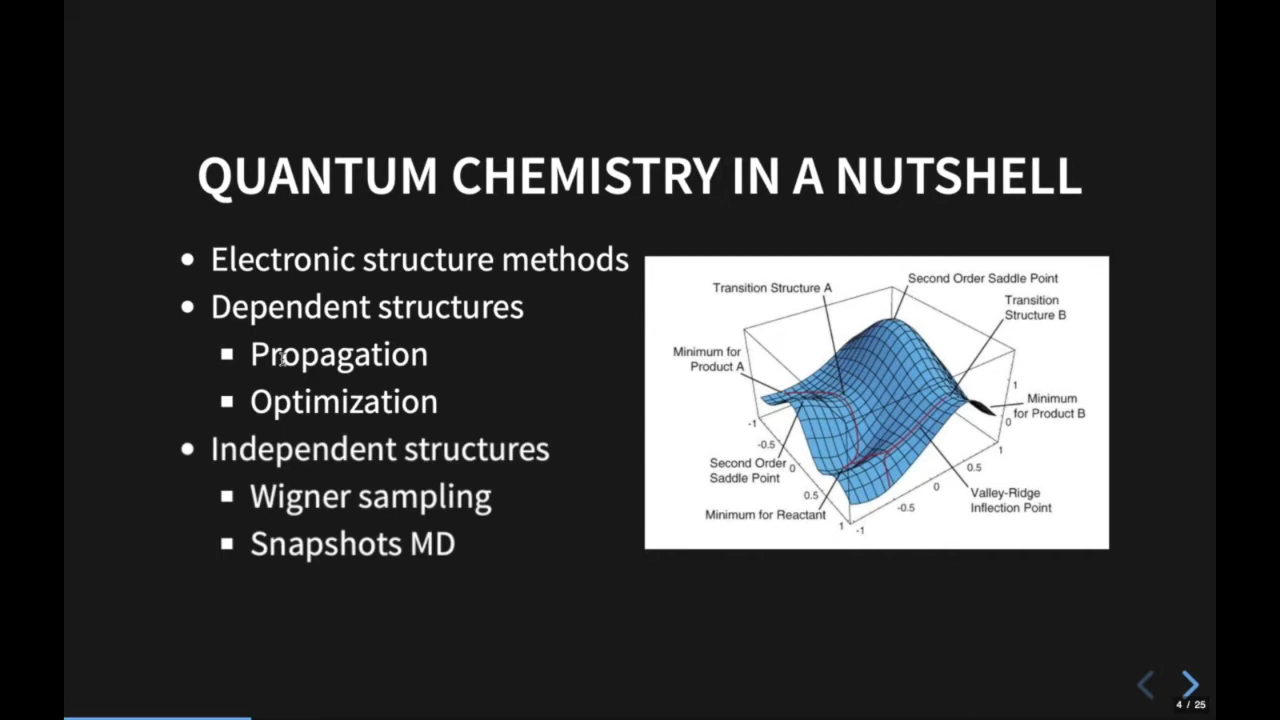 QUANTUM CHEMISTRY IN A NUTSHELL
• Electronic structure methods
• Dependent structures
▪ Propagation
▪ Optimization
• Independent structures
▪ Wigner sampling
▪ Snapshots MD
Second Order Saddle Point
Transition Structure A
Transition
Structure B
Minimum for
Product A
1
Minimum
for Product B
0
-1
-0.5
1
Second Order
Saddle Point
0
0.5
0.5
0
Valley-Ridge
Inflection Point
-0.5
Minimum for Reactant
1
-1
4 / 25